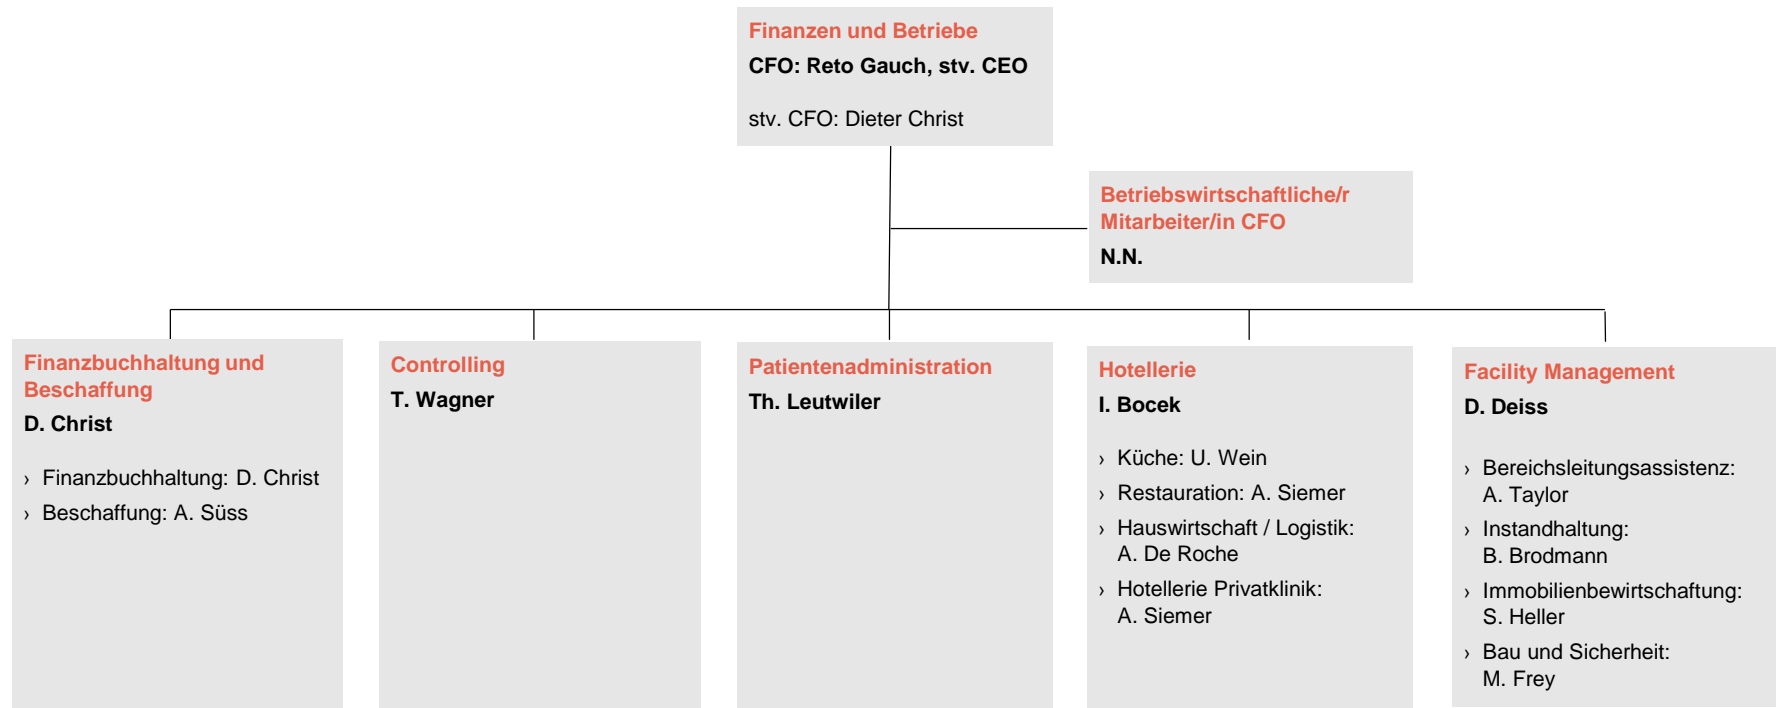 Finanzen und Betriebe
CFO: Reto Gauch, stv. CEO
stv. CFO: Dieter Christ
Betriebswirtschaftliche/r
Mitarbeiter/in CFO
N.N.
Finanzbuchhaltung und
Beschaffung
D. Christ
› Finanzbuchhaltung: D. Christ
› Beschaffung: A. Süss
Controlling
T. Wagner
Patientenadministration
Th. Leutwiler
Hotellerie
I. Bocek
› Küche: U. Wein
› Restauration: A. Siemer
› Hauswirtschaft / Logistik:
A. De Roche
› Hotellerie Privatklinik:
A. Siemer
Facility Management
D. Deiss
› Bereichsleitungsassistenz:
A. Taylor
› Instandhaltung:
B. Brodmann
› Immobilienbewirtschaftung:
S. Heller
› Bau und Sicherheit:
M. Frey